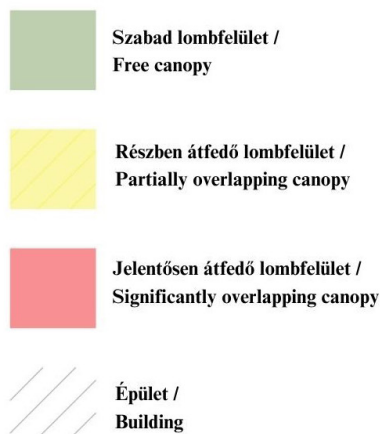 Szabad lombfelület /
Free canopy
Részben átfedő lombfelület /
Partially overlapping canopy
Jelentősen átfedő lombfelület /
Significantly overlapping canopy
Épület /
Building